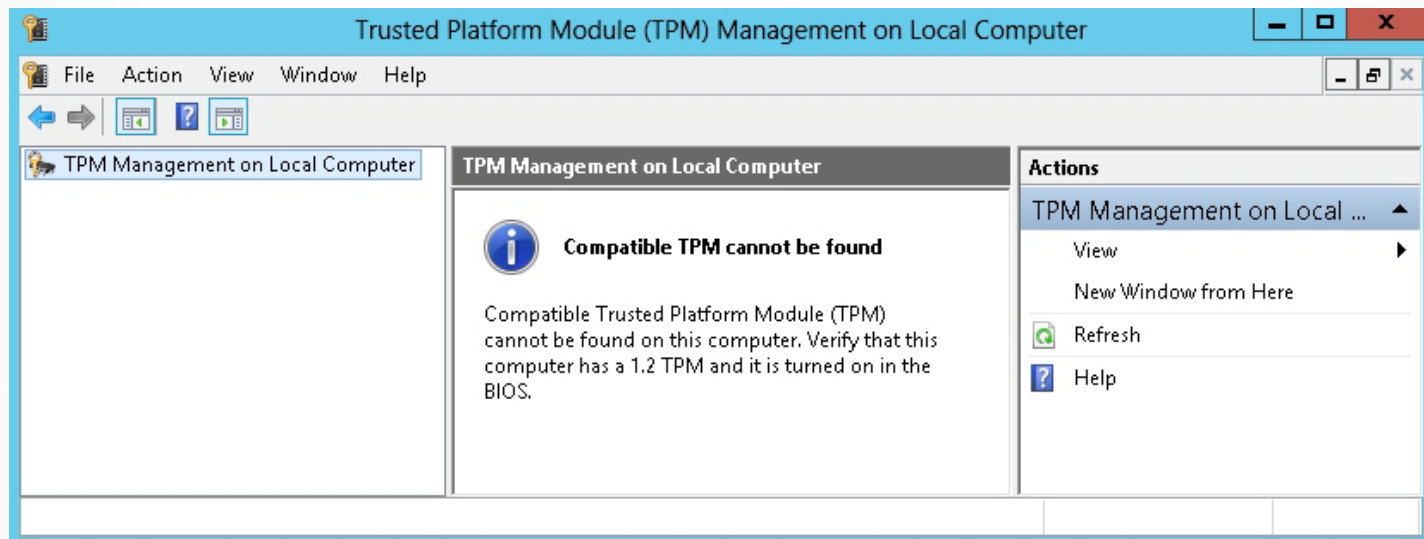 Trusted Platform Module (TPM) Management on Local Computer
File Action View Window Help
TPM Management on Local Computer
TPM Management on Local Computer
Compatible TPM cannot be found
Compatible Trusted Platform Module (TPM)
cannot be found on this computer. Verify that this
computer has a 1.2 TPM and it is turned on in the
BIOS.
Actions
TPM Management on Local ...
View
New Window from Here
Refresh
Help